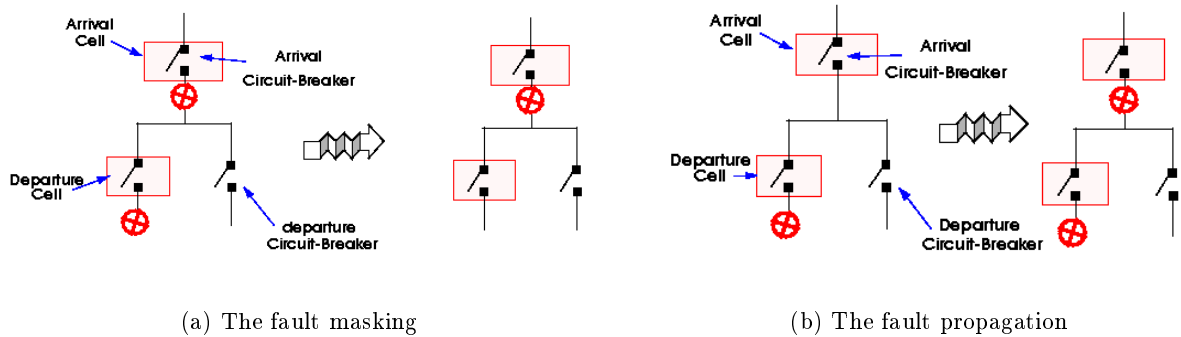 Arrival
Cell
Arrival
Circuit-Breaker
Departure
Cell
departure
Circuit-Breaker
(a) The fault masking
Arrival
Cell
Arrival
Circuit-Breaker
Departure
Cell
Departure
Circuit-Breaker
(b) The fault propagation